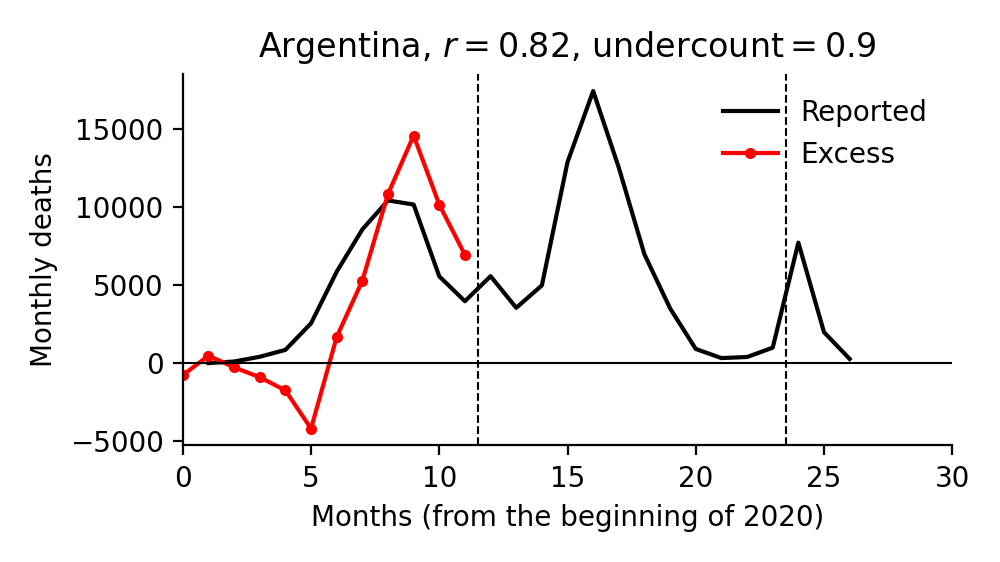 Argentina, r = 0.82, undercount = 0.9
Reported
Excess
Monthly deaths
15000
10000
5000
0
−5000
0 5 10 15 20 25 30
Months (from the beginning of 2020)